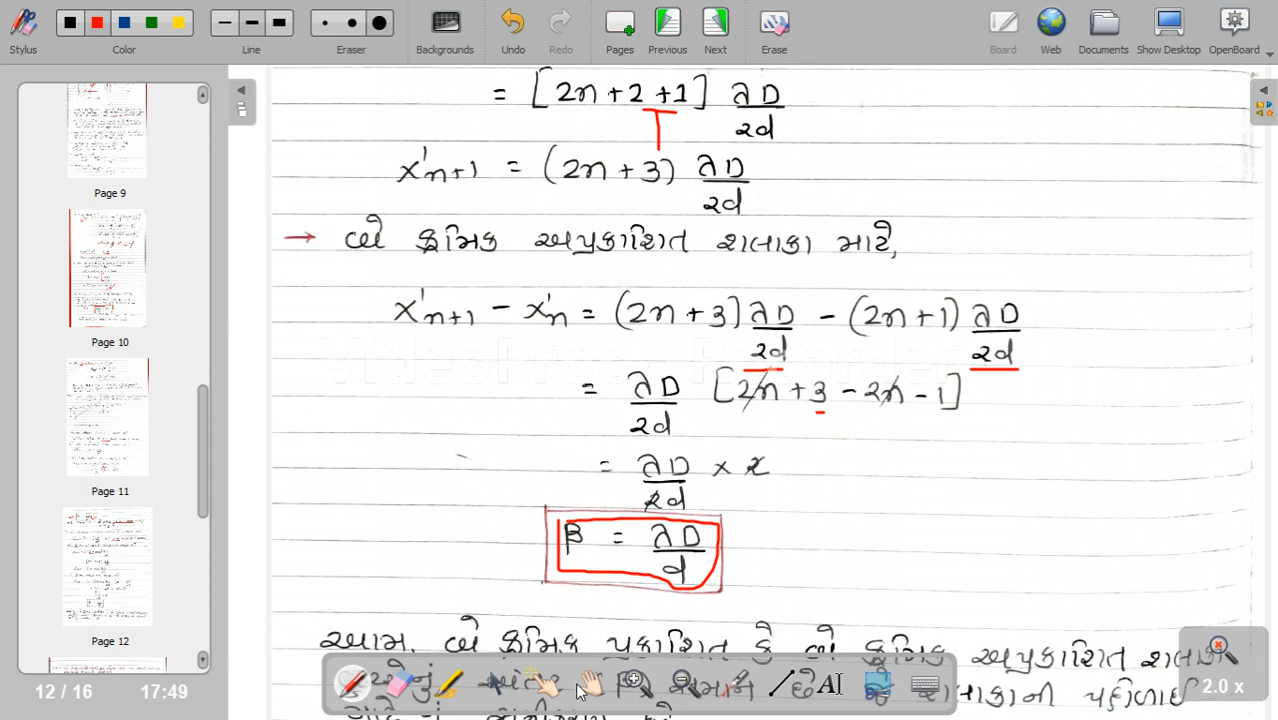 Stylus Color Line Eraser Backgrounds Undo Redo Pages Previous Next Erase Board Web Documents Show Desktop OpenBoard
= [2n + 2 + 1] λD/2d
x'n+1 = (2n + 3) λD/2d
→ બે ક્રમિક અપ્રકાશિત શલાકા માટે,
x'n+1 - x'n = (2n + 3) λD/2d - (2n + 1) λD/2d
= λD/2d [2n + 3 - 2n - 1]
= λD/2d × 2
β = λD/d
આમ, બે ક્રમિક પ્રકાશિત કે બે ક્રમિક અપ્રકાશિત
શલાકાની પહોળાઈ
Page 9
Page 10
Page 11
Page 12
12 / 16 17:49
2.0 x